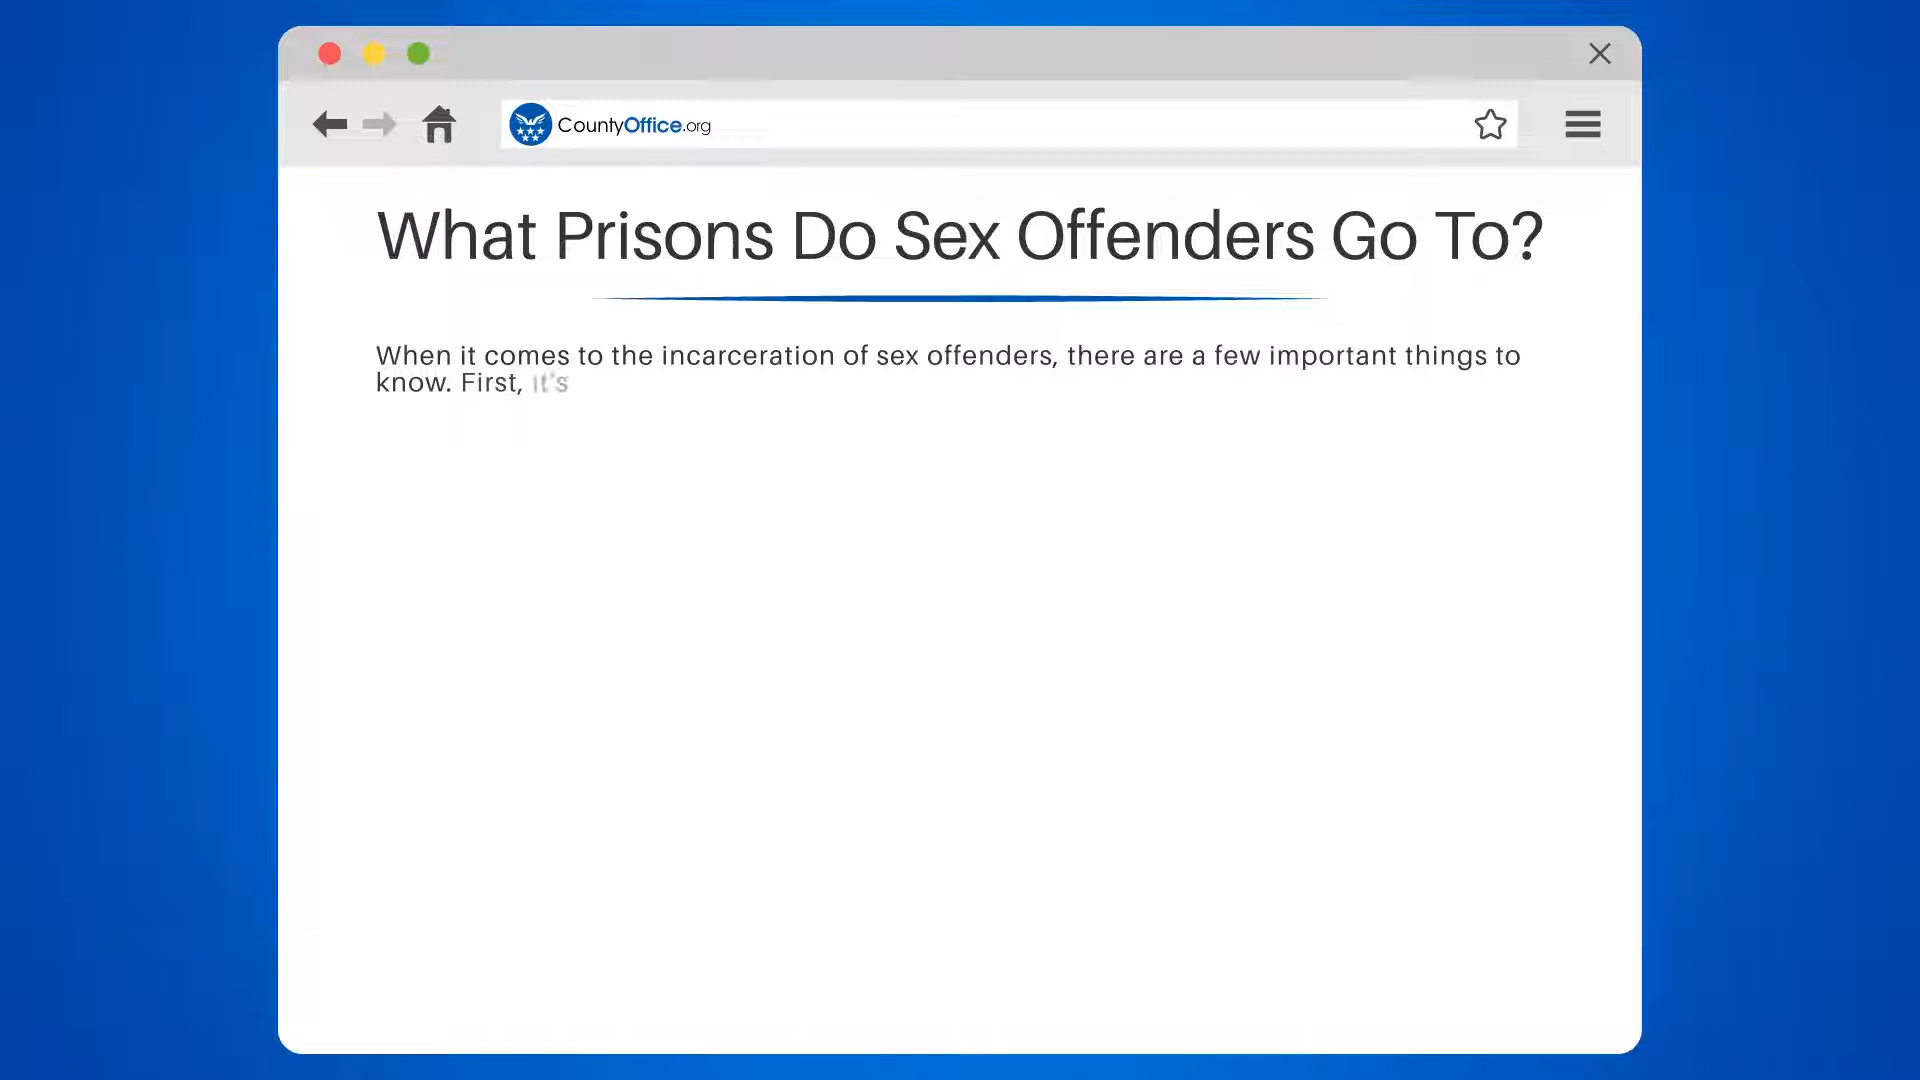 CountyOffice.org
What Prisons Do Sex Offenders Go To?
When it comes to the incarceration of sex offenders, there are a few important things to
know. First, it's